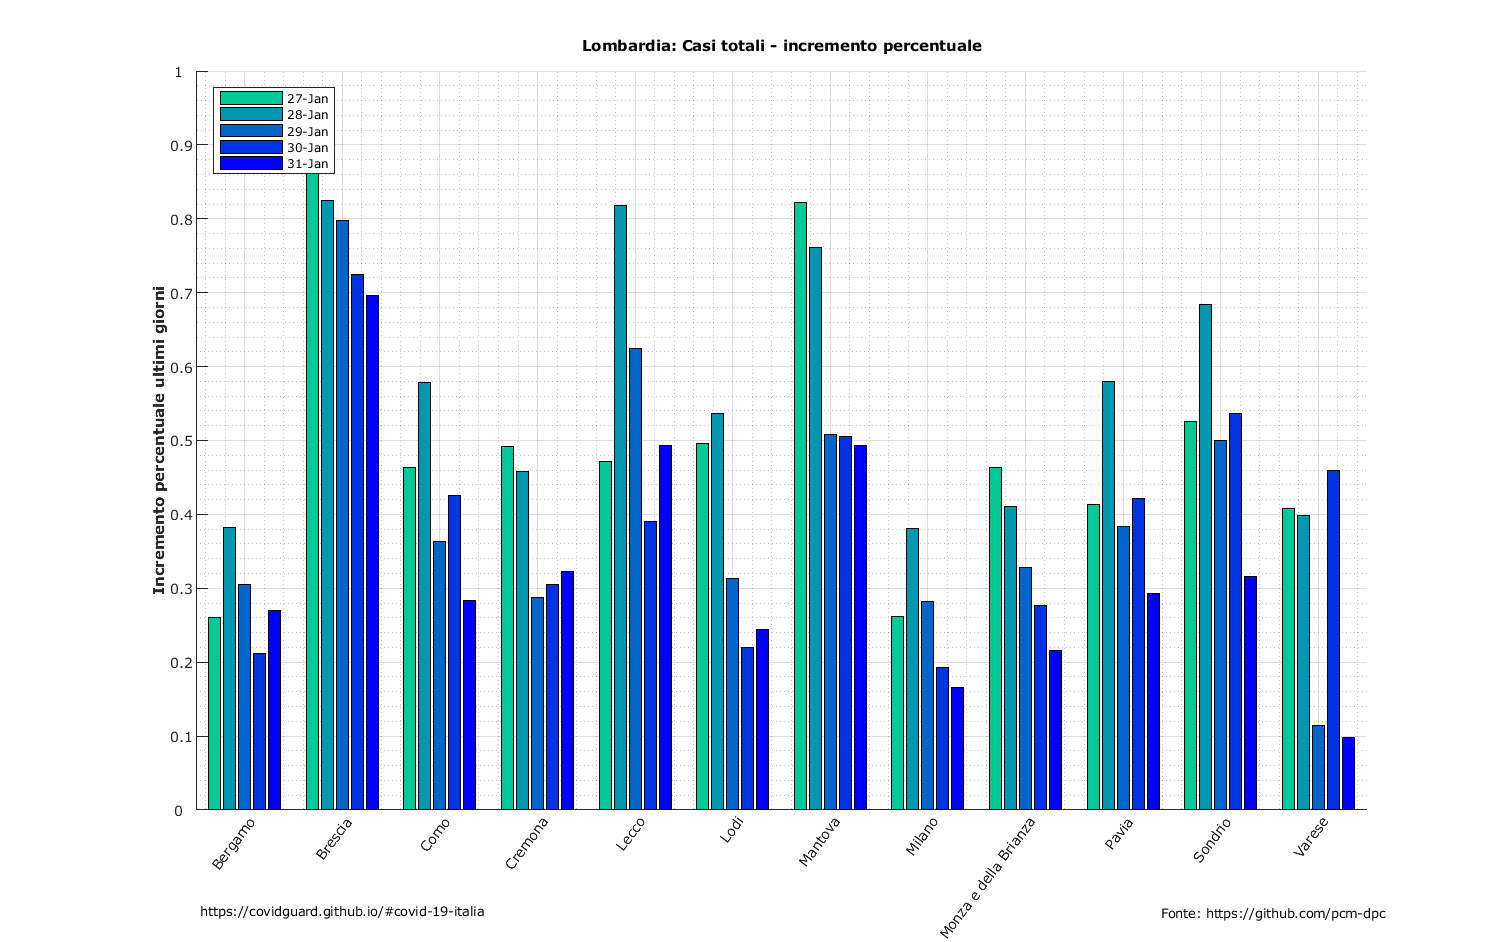 Lombardia: Casi totali - incremento percentuale
27-Jan
28-Jan
29-Jan
30-Jan
31-Jan
Incremento percentuale ultimi giorni
1
0.9
0.8
0.7
0.6
0.5
0.4
0.3
0.2
0.1
0
Bergamo
Brescia
Como
Cremona
Lecco
Lodi
Mantova
Milano
Monza e della Brianza
Pavia
Sondrio
Varese
https://covidguard.github.io/#covid-19-italia
Fonte: https://github.com/pcm-dpc